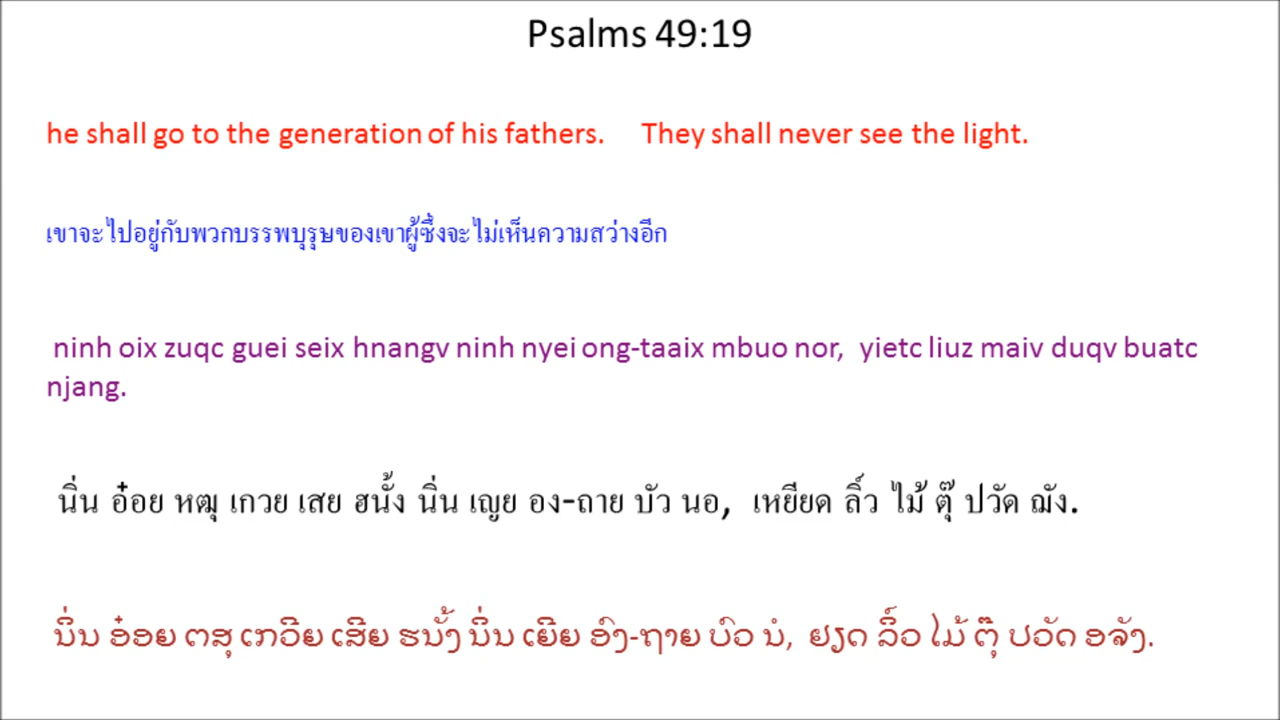 Psalms 49:19
he shall go to the generation of his fathers. They shall never see the light.
เขาจะไปอยู่กับพวกบรรพบุรุษของเขาผู้ซึ่งจะไม่เห็นความสว่างอีก
ninh oix zuqc guei seix hnangv ninh nyei ong-taaix mbuo nor, yietc liuz maiv duqv buatc
njang.
นิ่น อ๋อย หฒุ เกวย เสย ฮนั้ง นิ่น เญย อง-ถาย บัว นอ, เหยียด ลิ์ว ไม้ ตุ๊ ปวัด ฌัง.
ນິ່ນ ອ໋ອຍ ຕສຸ ເກວີຍ ເສີຍ ຮນັ້ງ ນິ່ນ ເຍີຍ ອົງ-ຖາຍ ບົວ ນໍ, ຢຽດ ລິ໌ວ ໄມ້ ຕຸ໊ ປວັດ ອຈັງ.